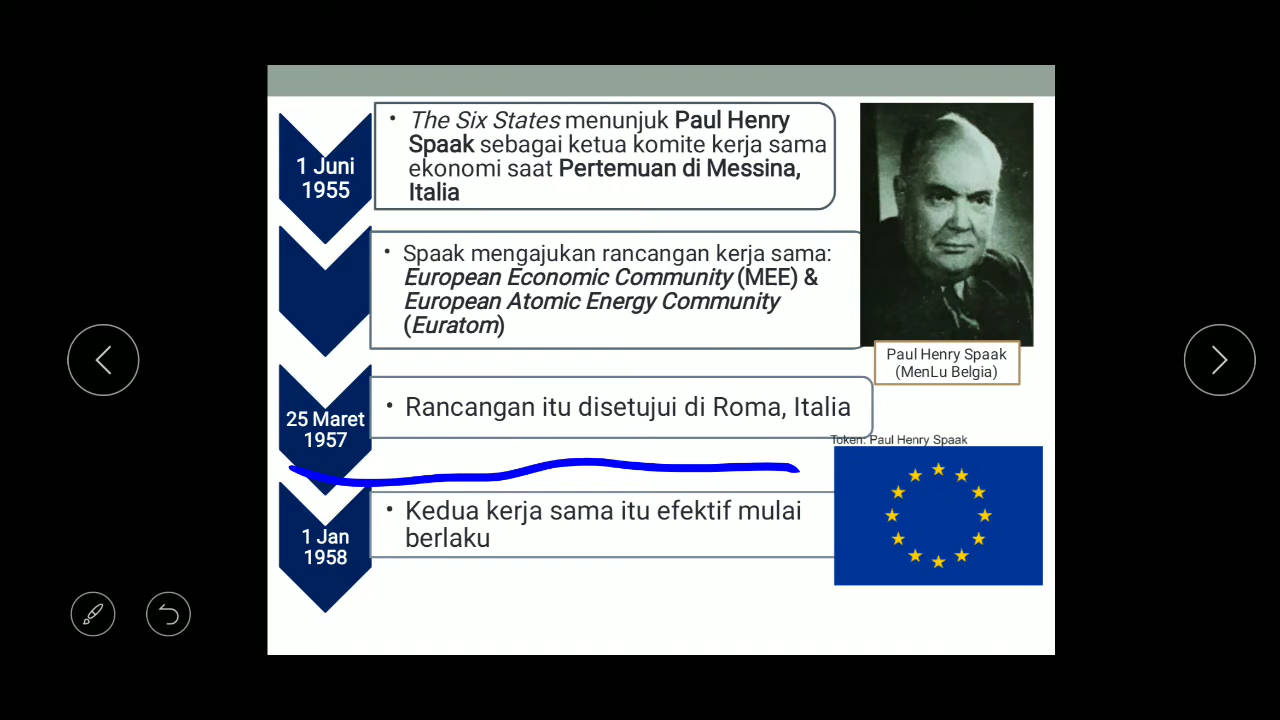 1 Juni
1955
• The Six States menunjuk Paul Henry
Spaak sebagai ketua komite kerja sama
ekonomi saat Pertemuan di Messina,
Italia
• Spaak mengajukan rancangan kerja sama:
European Economic Community (MEE) &
European Atomic Energy Community
(Euratom)
Paul Henry Spaak
(MenLu Belgia)
25 Maret
1957
• Rancangan itu disetujui di Roma, Italia
Token: Paul Henry Spaak
1 Jan
1958
• Kedua kerja sama itu efektif mulai
berlaku